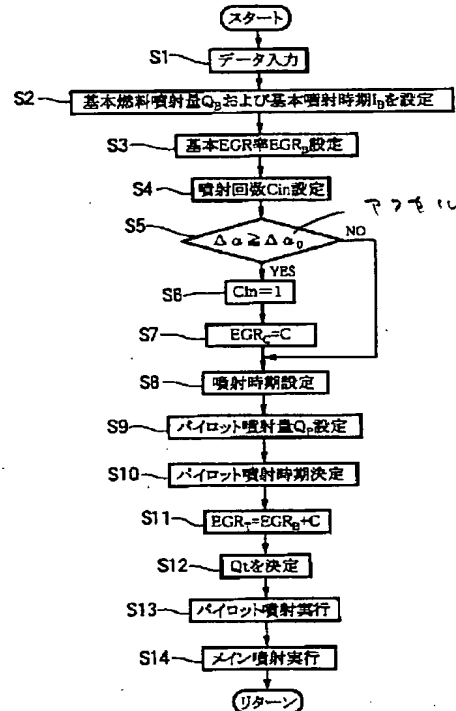 スタート
S1 データ入力
S2 基本燃料噴射量QBおよび基本噴射時期IBを設定
S3 基本EGR率EGRB設定
S4 噴射回数Cin設定
アクセル
S5 Δα≧Δα0 NO
YES
S6 Cin=1
S7 EGRC=C
S8 噴射時期設定
S9 パイロット噴射量QP設定
S10 パイロット噴射時期決定
S11 EGRT=EGRB+C
S12 Qtを決定
S13 パイロット噴射実行
S14 メイン噴射実行
リターン